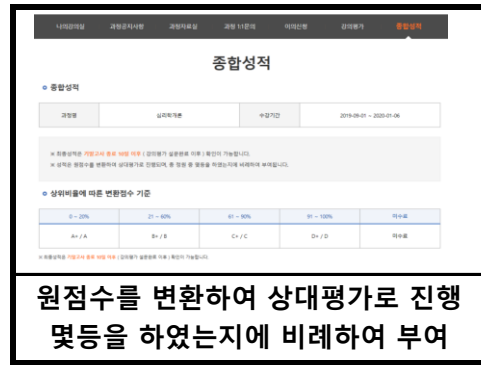 나의강의실 과정공지사항 과정자료실 과정 1:1문의 이의신청 강의평가 종합성적
종합성적
종합성적
과정명 심리학개론 수강기간 2019-09-01 ~ 2020-01-06
※ 최종성적은 기말고사 종료 10일 이후 ( 강의평가 설문완료 이후 ) 확인이 가능합니다.
※ 성적은 원점수를 변환하여 상대평가로 진행되며, 총 정원 중 몇등을 하였는지에 비례하여 부여됩니다.
상위비율에 따른 변환점수 기준
0 ~ 20% 21 ~ 60% 61 ~ 90% 91 ~ 100% 미수료
A+ / A B+ / B C+ / C D+ / D 미수료
※ 최종성적은 기말고사 종료 10일 이후 ( 강의평가 설문완료 이후 ) 확인이 가능합니다.
원점수를 변환하여 상대평가로 진행
몇등을 하였는지에 비례하여 부여